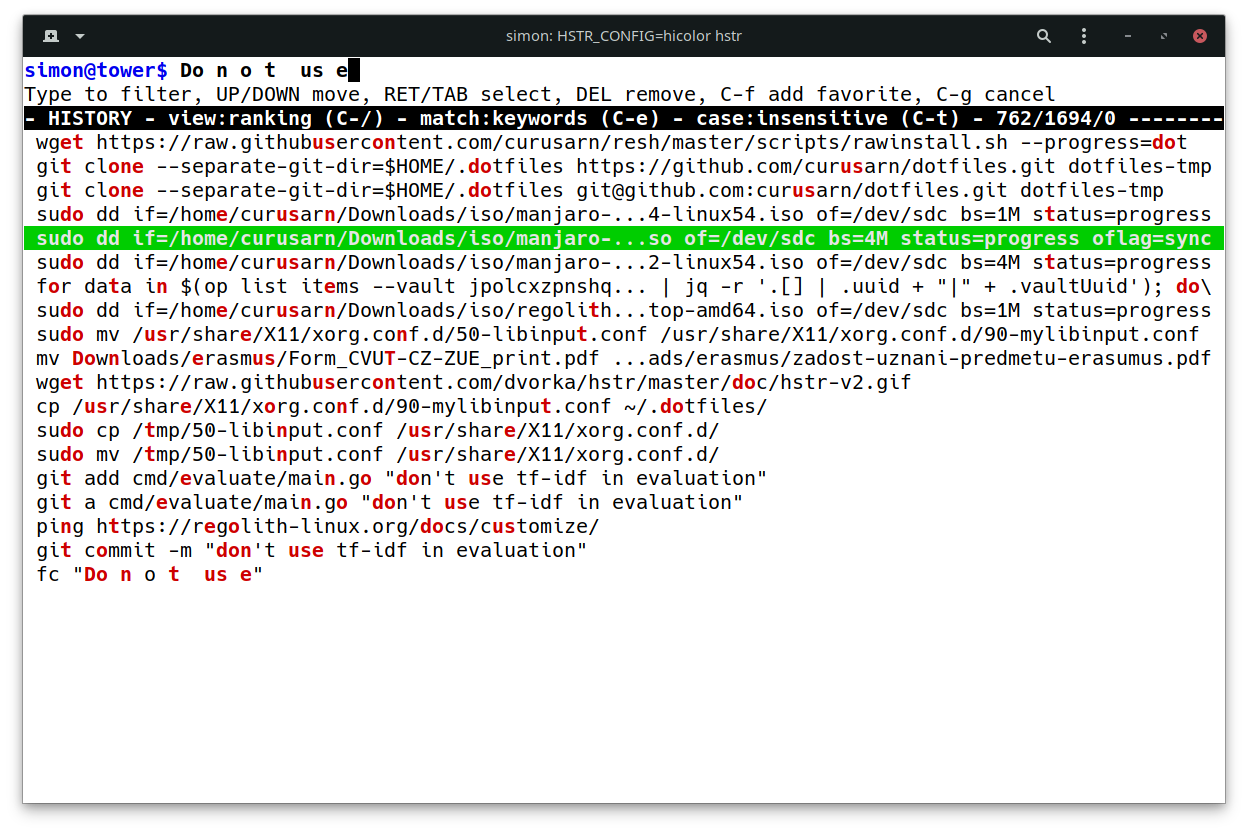 simon: HSTR_CONFIG=hicolor hstr
simon@tower$ Do n o t  us e
Type to filter, UP/DOWN move, RET/TAB select, DEL remove, C-f add favorite, C-g cancel
- HISTORY - view:ranking (C-/) - match:keywords (C-e) - case:insensitive (C-t) - 762/1694/0 --------
wget https://raw.githubusercontent.com/curusarn/resh/master/scripts/rawinstall.sh --progress=dot
git clone --separate-git-dir=$HOME/.dotfiles https://github.com/curusarn/dotfiles.git dotfiles-tmp
git clone --separate-git-dir=$HOME/.dotfiles git@github.com:curusarn/dotfiles.git dotfiles-tmp
sudo dd if=/home/curusarn/Downloads/iso/manjaro-...4-linux54.iso of=/dev/sdc bs=1M status=progress
sudo dd if=/home/curusarn/Downloads/iso/manjaro-...so of=/dev/sdc bs=4M status=progress oflag=sync
sudo dd if=/home/curusarn/Downloads/iso/manjaro-...2-linux54.iso of=/dev/sdc bs=4M status=progress
for data in $(op list items --vault jpolcxzpnshq... | jq -r '.[] | .uuid + "|" + .vaultUuid'); do\
sudo dd if=/home/curusarn/Downloads/iso/regolith...top-amd64.iso of=/dev/sdc bs=1M status=progress
sudo mv /usr/share/X11/xorg.conf.d/50-libinput.conf /usr/share/X11/xorg.conf.d/90-mylibinput.conf
mv Downloads/erasmus/Form_CVUT-CZ-ZUE_print.pdf ...ads/erasmus/zadost-uznani-predmetu-erasumus.pdf
wget https://raw.githubusercontent.com/dvorka/hstr/master/doc/hstr-v2.gif
cp /usr/share/X11/xorg.conf.d/90-mylibinput.conf ~/.dotfiles/
sudo cp /tmp/50-libinput.conf /usr/share/X11/xorg.conf.d/
sudo mv /tmp/50-libinput.conf /usr/share/X11/xorg.conf.d/
git add cmd/evaluate/main.go "don't use tf-idf in evaluation"
git a cmd/evaluate/main.go "don't use tf-idf in evaluation"
ping https://regolith-linux.org/docs/customize/
git commit -m "don't use tf-idf in evaluation"
fc "Do n o t  us e"